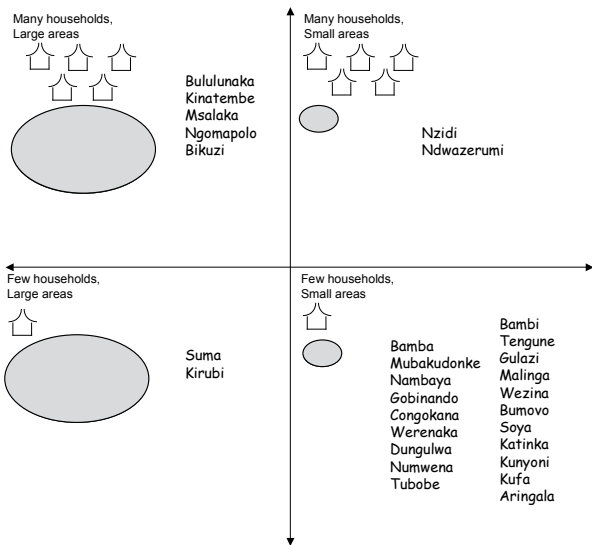 Many households,
Large areas
Bululunaka
Kinatembe
Msalaka
Ngomapolo
Bikuzi
Many households,
Small areas
Nzidi
Ndwazerumi
Few households,
Large areas
Suma
Kirubi
Few households,
Small areas
Bamba
Mubakudonke
Nambaya
Gobinando
Congokana
Werenaka
Dungulwa
Numwena
Tubobe
Bambi
Tengune
Gulazi
Malinga
Wezina
Bumovo
Soya
Katinka
Kunyoni
Kufa
Aringala